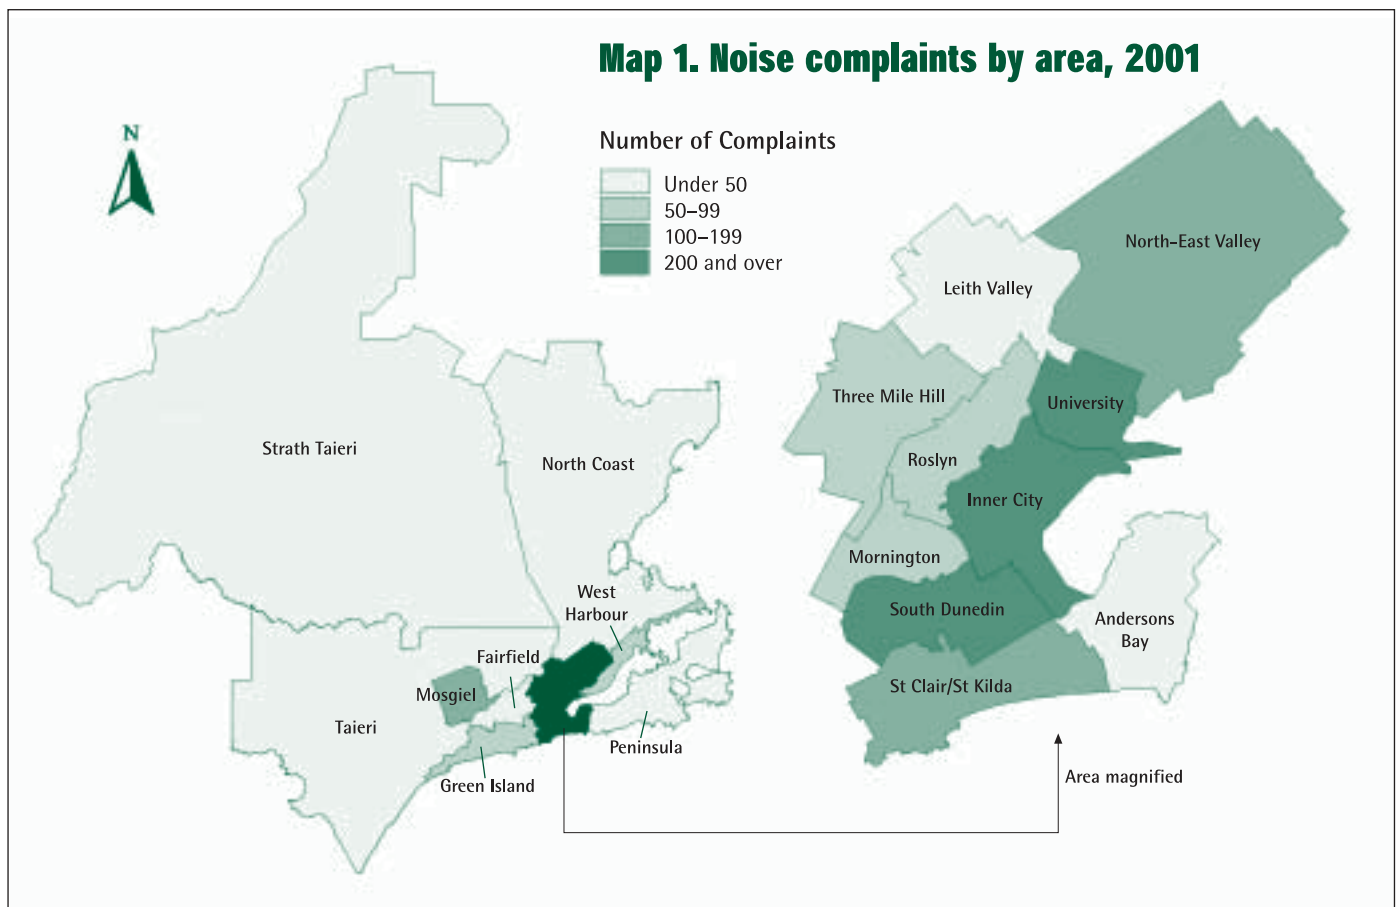 Map 1. Noise complaints by area, 2001
N
Number of Complaints
Under 50
50–99
100–199
200 and over
North-East Valley
Leith Valley
Three Mile Hill
University
Roslyn
Inner City
Mornington
South Dunedin
Andersons
Bay
St Clair/St Kilda
Area magnified
Strath Taieri
North Coast
West
Harbour
Fairfield
Mosgiel
Taieri
Peninsula
Green Island